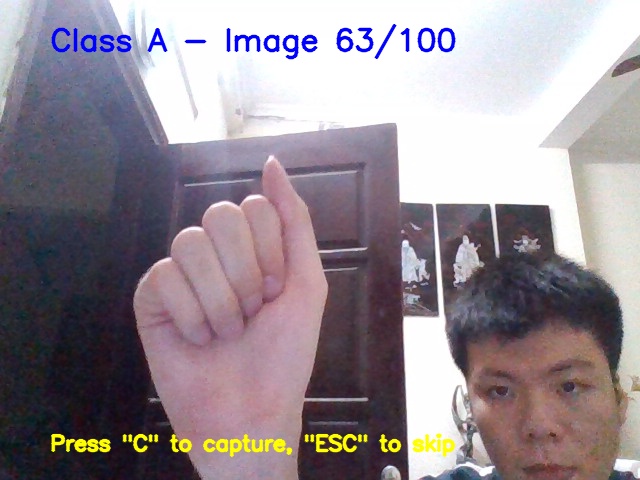 Class A - Image 63/100
Press "C" to capture, "ESC" to skip